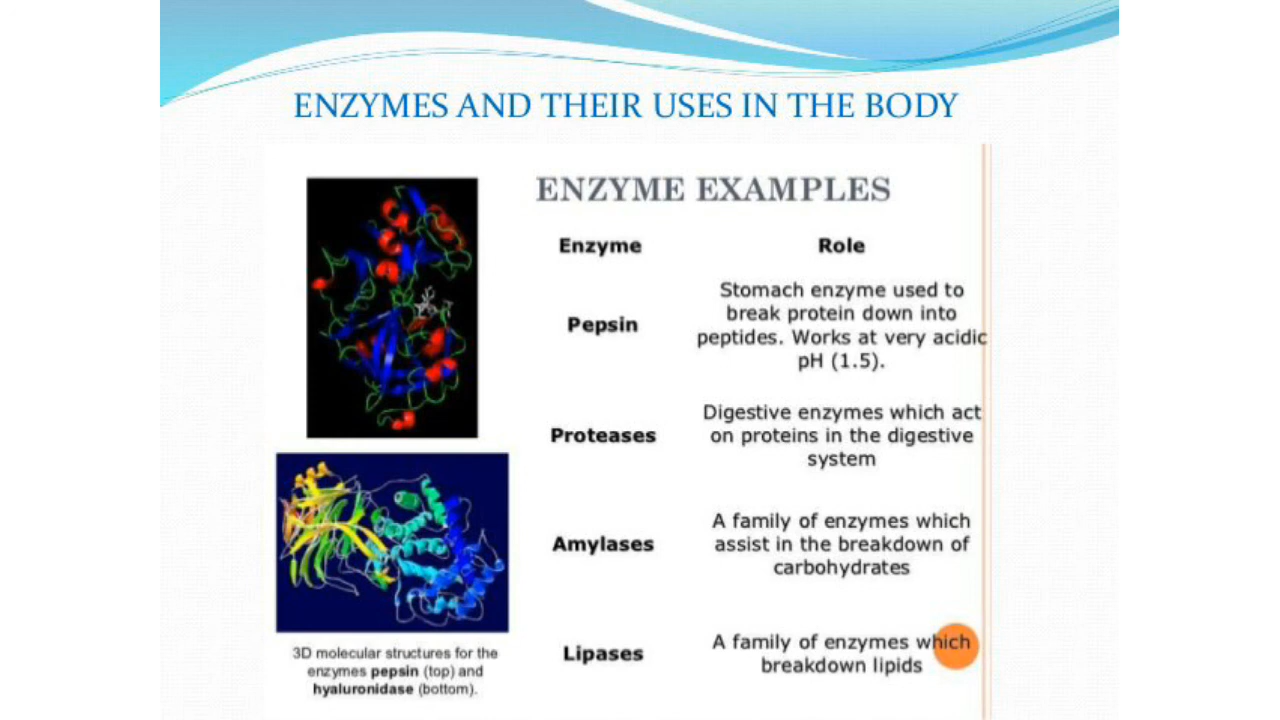 ENZYMES AND THEIR USES IN THE BODY
ENZYME EXAMPLES
Enzyme Role
Pepsin
Stomach enzyme used to
break protein down into
peptides. Works at very acidic
pH (1.5).
Proteases
Digestive enzymes which act
on proteins in the digestive
system
Amylases
A family of enzymes which
assist in the breakdown of
carbohydrates
Lipases
A family of enzymes which
breakdown lipids
3D molecular structures for the
enzymes pepsin (top) and
hyaluronidase (bottom).